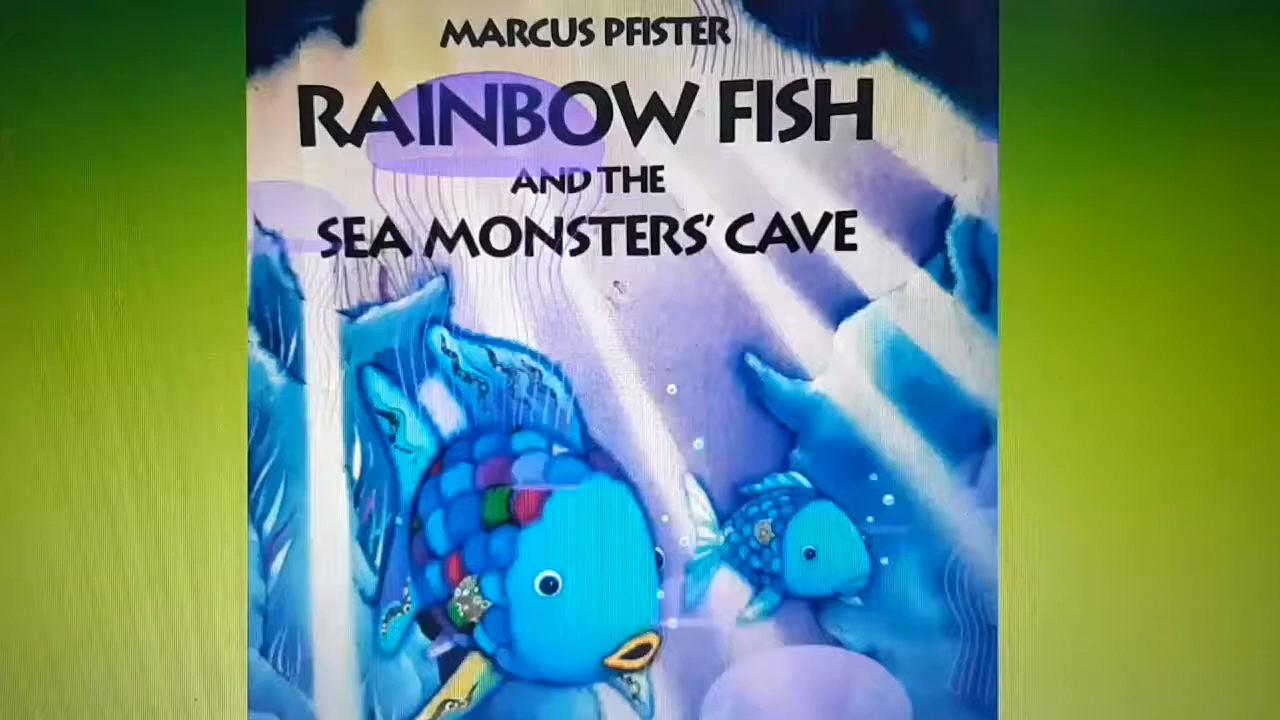 MARCUS PFISTER
RAINBOW FISH
AND THE
SEA MONSTERS' CAVE